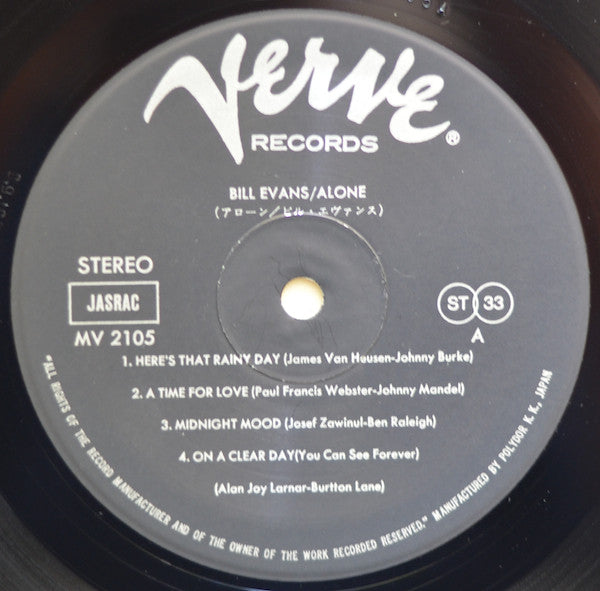 Verve
RECORDS ®
BILL EVANS/ALONE
(アローン/ビル・エヴァンス)
STEREO
JASRAC
MV 2105
ST 33
A
1. HERE'S THAT RAINY DAY (James Van Heusen-Johnny Burke)
2. A TIME FOR LOVE (Paul Francis Webster-Johnny Mandel)
3. MIDNIGHT MOOD (Josef Zawinul-Ben Raleigh)
4. ON A CLEAR DAY(You Can See Forever)
(Alan Joy Larnar-Burtton Lane)
"ALL RIGHTS OF THE RECORD MANUFACTURER AND OF THE OWNER OF THE WORK RECORDED RESERVED." MANUFACTURED BY POLYDOR K. K., JAPAN